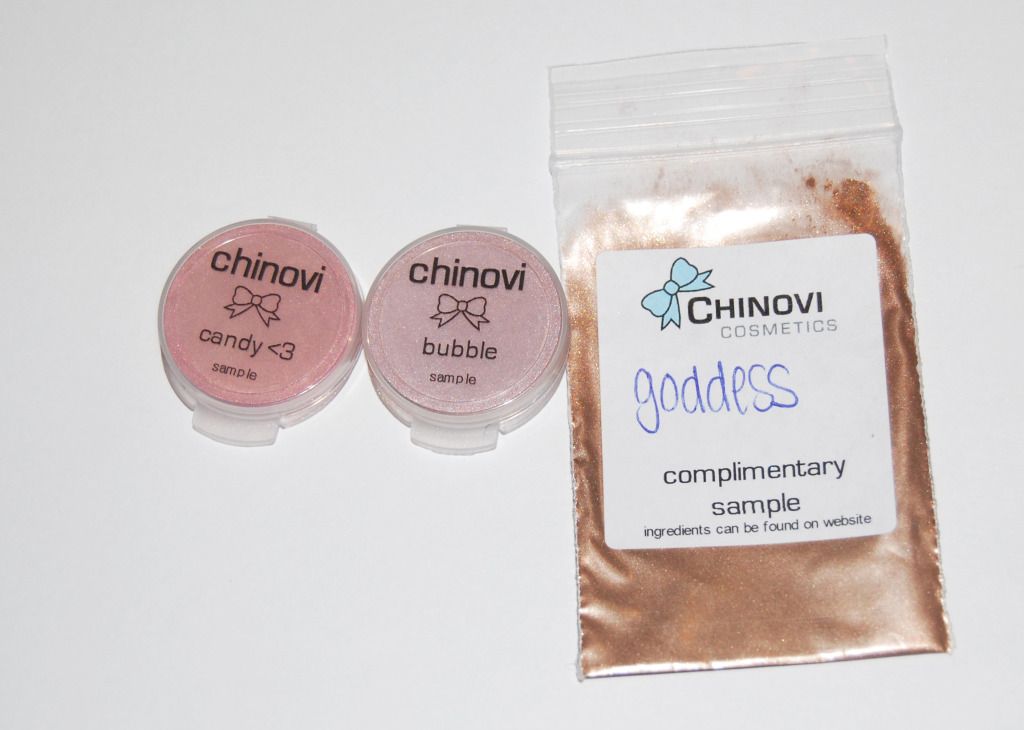 chinovi
candy <3
sample
chinovi
bubble
sample
CHINOVI
COSMETICS
goddess
complimentary
sample
ingredients can be found on website